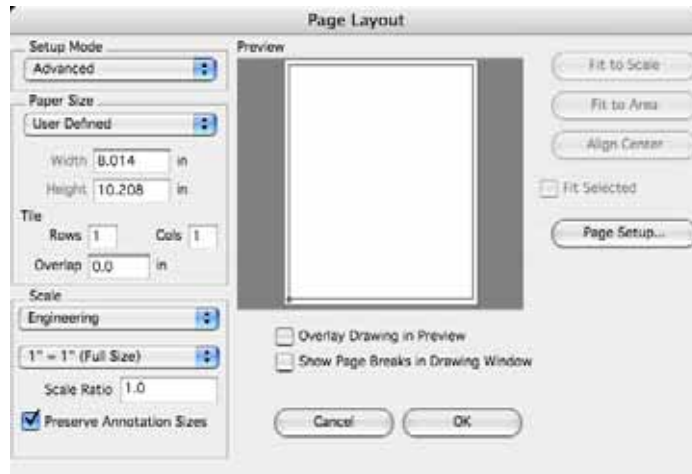 Page Layout
Setup Mode
Advanced
Paper Size
User Defined
Width 8.014 in
Height 10.208 in
Tile
Rows 1 Cols 1
Overlap 0.0 in
Scale
Engineering
1" = 1" (Full Size)
Scale Ratio 1.0
Preserve Annotation Sizes
Preview
Overlay Drawing in Preview
Show Page Breaks in Drawing Window
Cancel OK
Fit to Scale
Fit to Area
Align Center
Fit Selected
Page Setup...